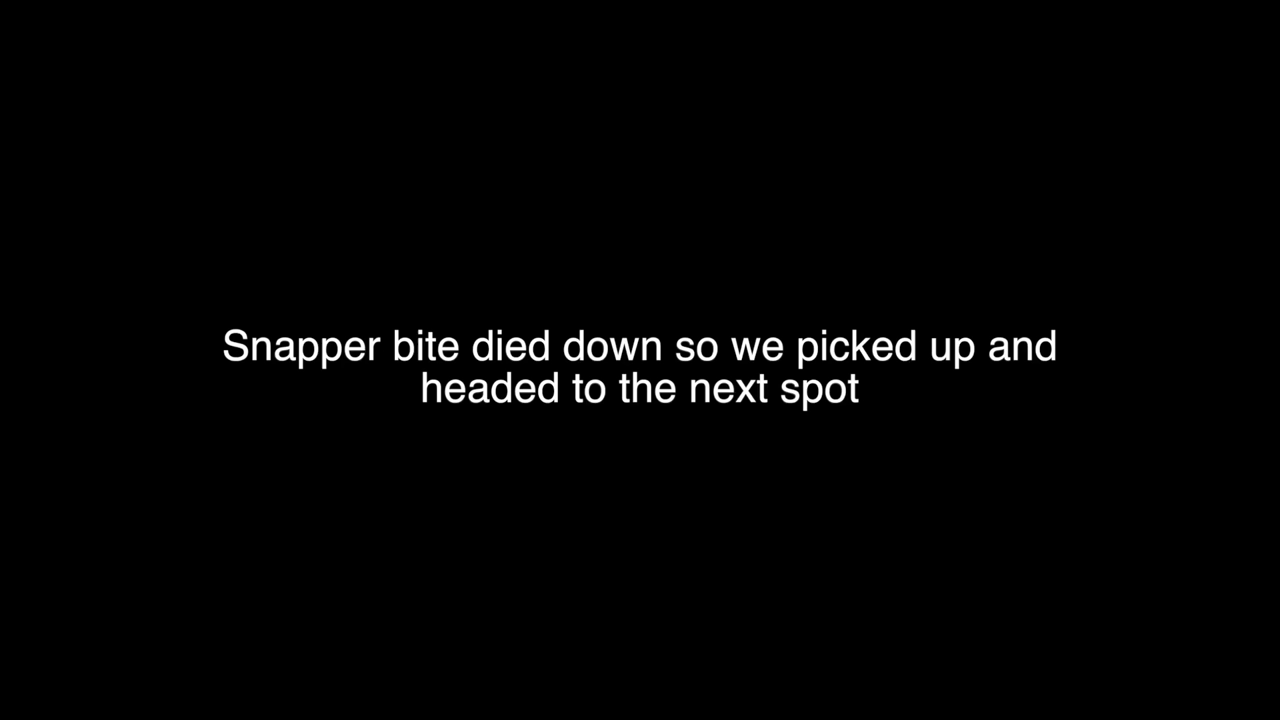 Snapper bite died down so we picked up and
headed to the next spot